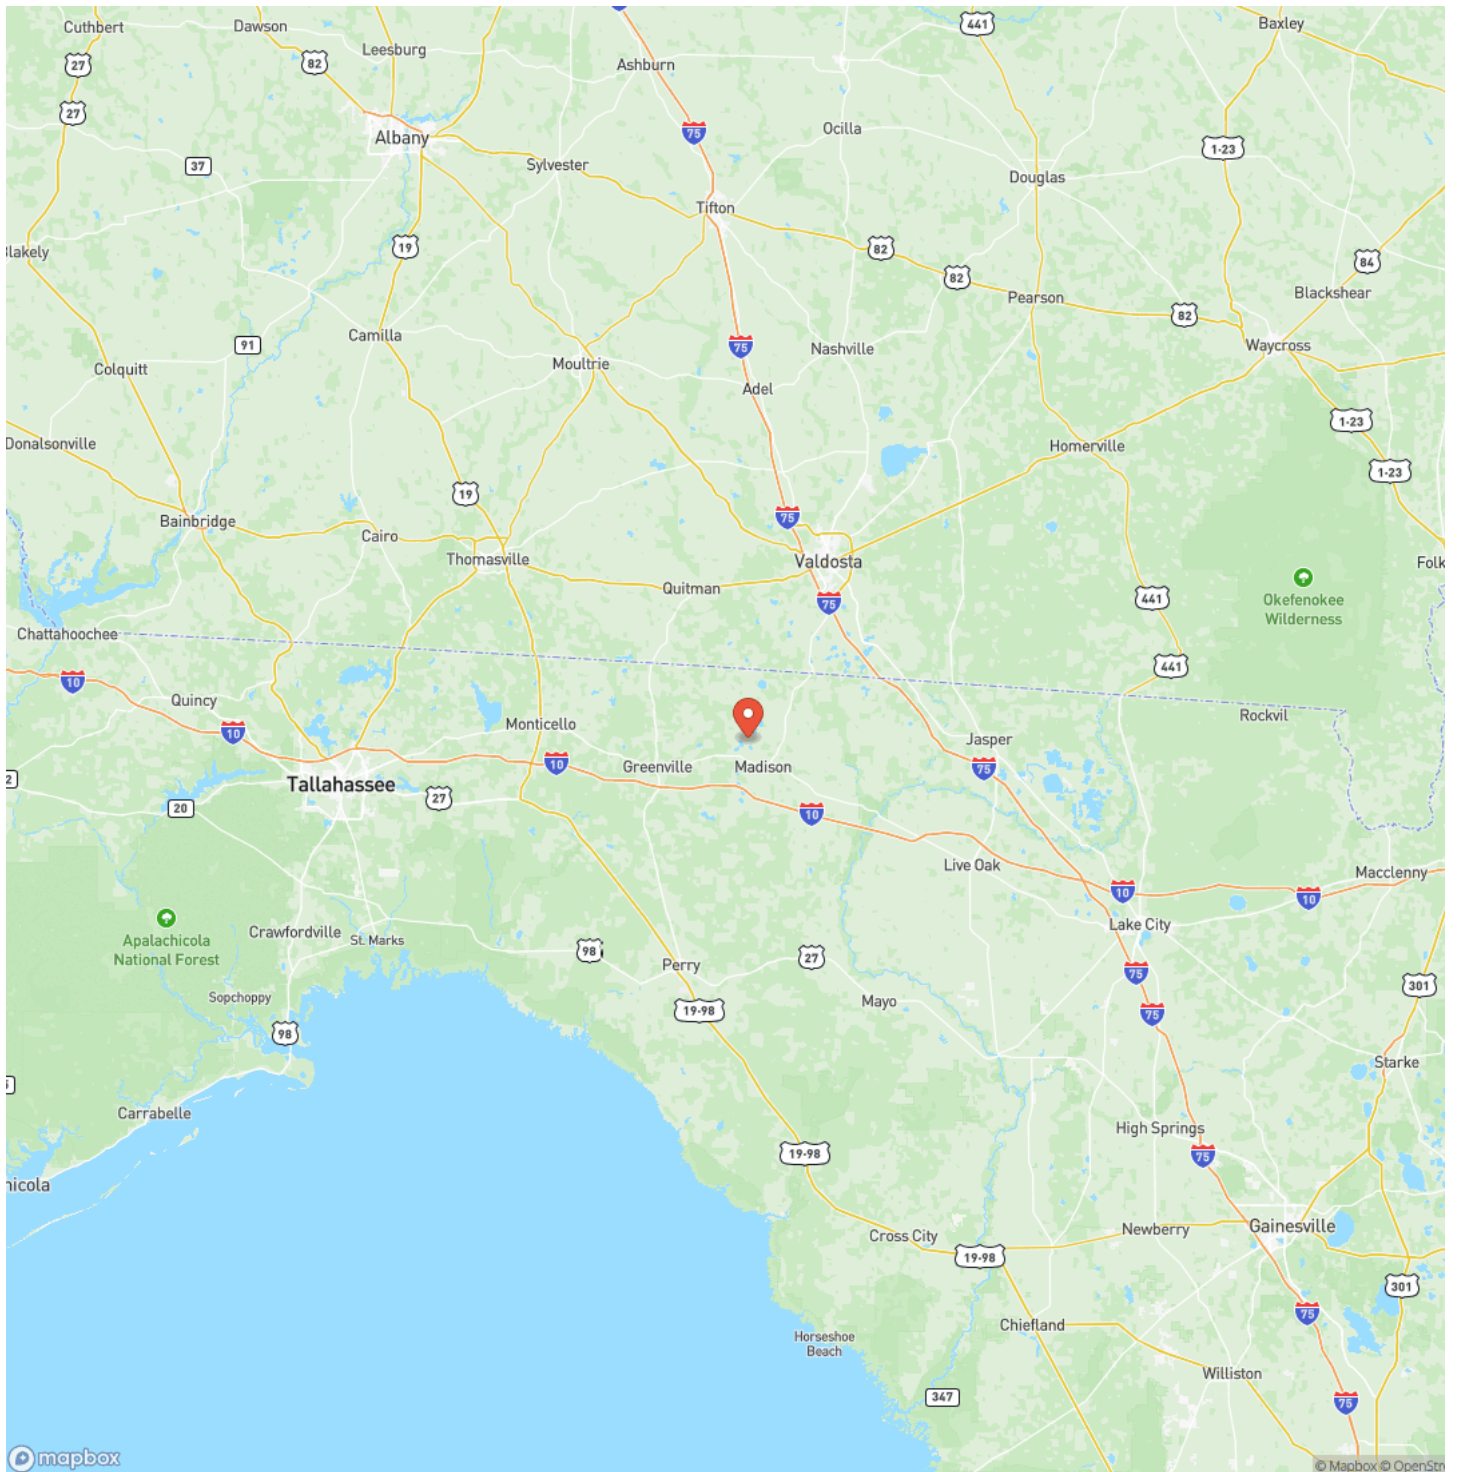 Cuthbert
Dawson
441
Baxley
Leesburg
27
82
Ashburn
27
75
Ocilla
Albany
1-23
37
Sylvester
Douglas
Tifton
19
82
Blakely
84
82
Pearson
Blackshear
82
Camilla
91
75
Nashville
Waycross
Colquitt
Moultrie
Adel
1-23
Donalsonville
Homerville
1-23
19
75
Bainbridge
Cairo
Thomasville
Valdosta
Folk
Quitman
75
441
Okefenokee
Wilderness
Chattahoochee
441
10
Quincy
Monticello
Rockvil
10
Jasper
10
Greenville
Madison
75
2
Tallahassee
27
20
10
Live Oak
Macclenny
10
10
Lake City
Crawfordville
St. Marks
Apalachicola
National Forest
98
27
Perry
75
301
Sopchoppy
Mayo
19-98
75
98
Starke
5
Carrabelle
High Springs
19-98
75
nicola
Cross City
Newberry
Gainesville
19-98
301
75
Chiefland
Horseshoe
Beach
Williston
347
75
mapbox
© Mapbox © OpenStre